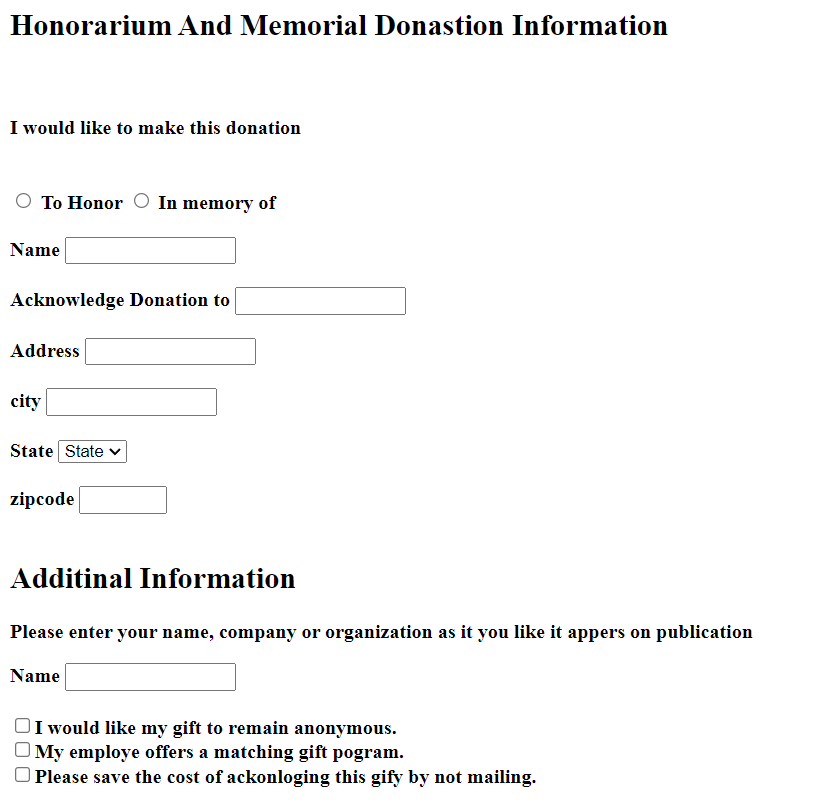 Honorarium And Memorial Donastion Information
I would like to make this donation
To Honor In memory of
Name
Acknowledge Donation to
Address
city
State State
zipcode
Additinal Information
Please enter your name, company or organization as it you like it appers on publication
Name
I would like my gift to remain anonymous.
My employe offers a matching gift pogram.
Please save the cost of ackonloging this gify by not mailing.